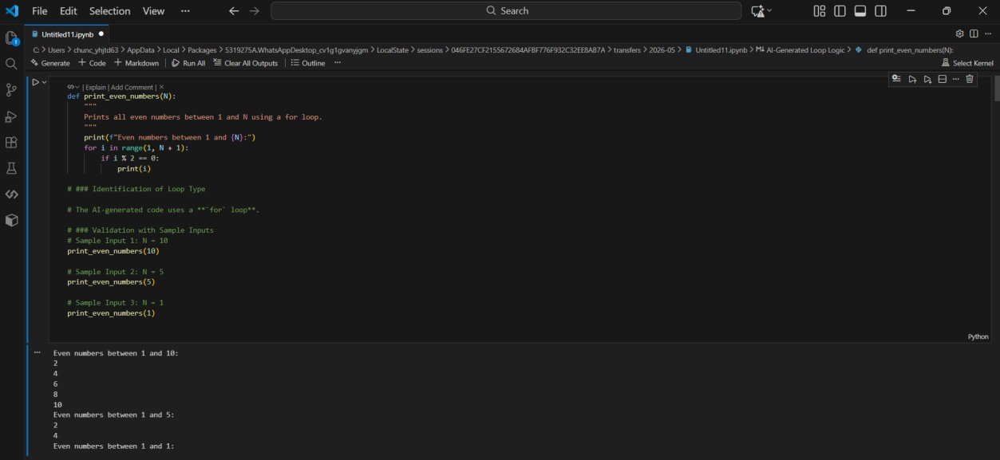 File Edit Selection View ··· Search
Untitled11.ipynb
C: > Users > chunc_yhjtd63 > AppData > Local > Packages > 5319275A.WhatsAppDesktop_cv1g1gvanyjgm > LocalState > sessions > 046FE27CF2155672684AFBF776F932C32EE8A87A > transfers > 2026-05 > Untitled11.ipynb > M↓ AI-Generated Loop Logic > def print_even_numbers(N):
Generate + Code + Markdown | Run All Clear All Outputs | Outline ··· Select Kernel
| Explain | Add Comment | ×
def print_even_numbers(N):
"""
Prints all even numbers between 1 and N using a for loop.
"""
print(f"Even numbers between 1 and {N}:")
for i in range(1, N + 1):
if i % 2 == 0:
print(i)
# ### Identification of Loop Type
# The AI-generated code uses a **`for` loop**.
# ### Validation with Sample Inputs
# Sample Input 1: N = 10
print_even_numbers(10)
# Sample Input 2: N = 5
print_even_numbers(5)
# Sample Input 3: N = 1
print_even_numbers(1)
Python
Even numbers between 1 and 10:
2
4
6
8
10
Even numbers between 1 and 5:
2
4
Even numbers between 1 and 1: